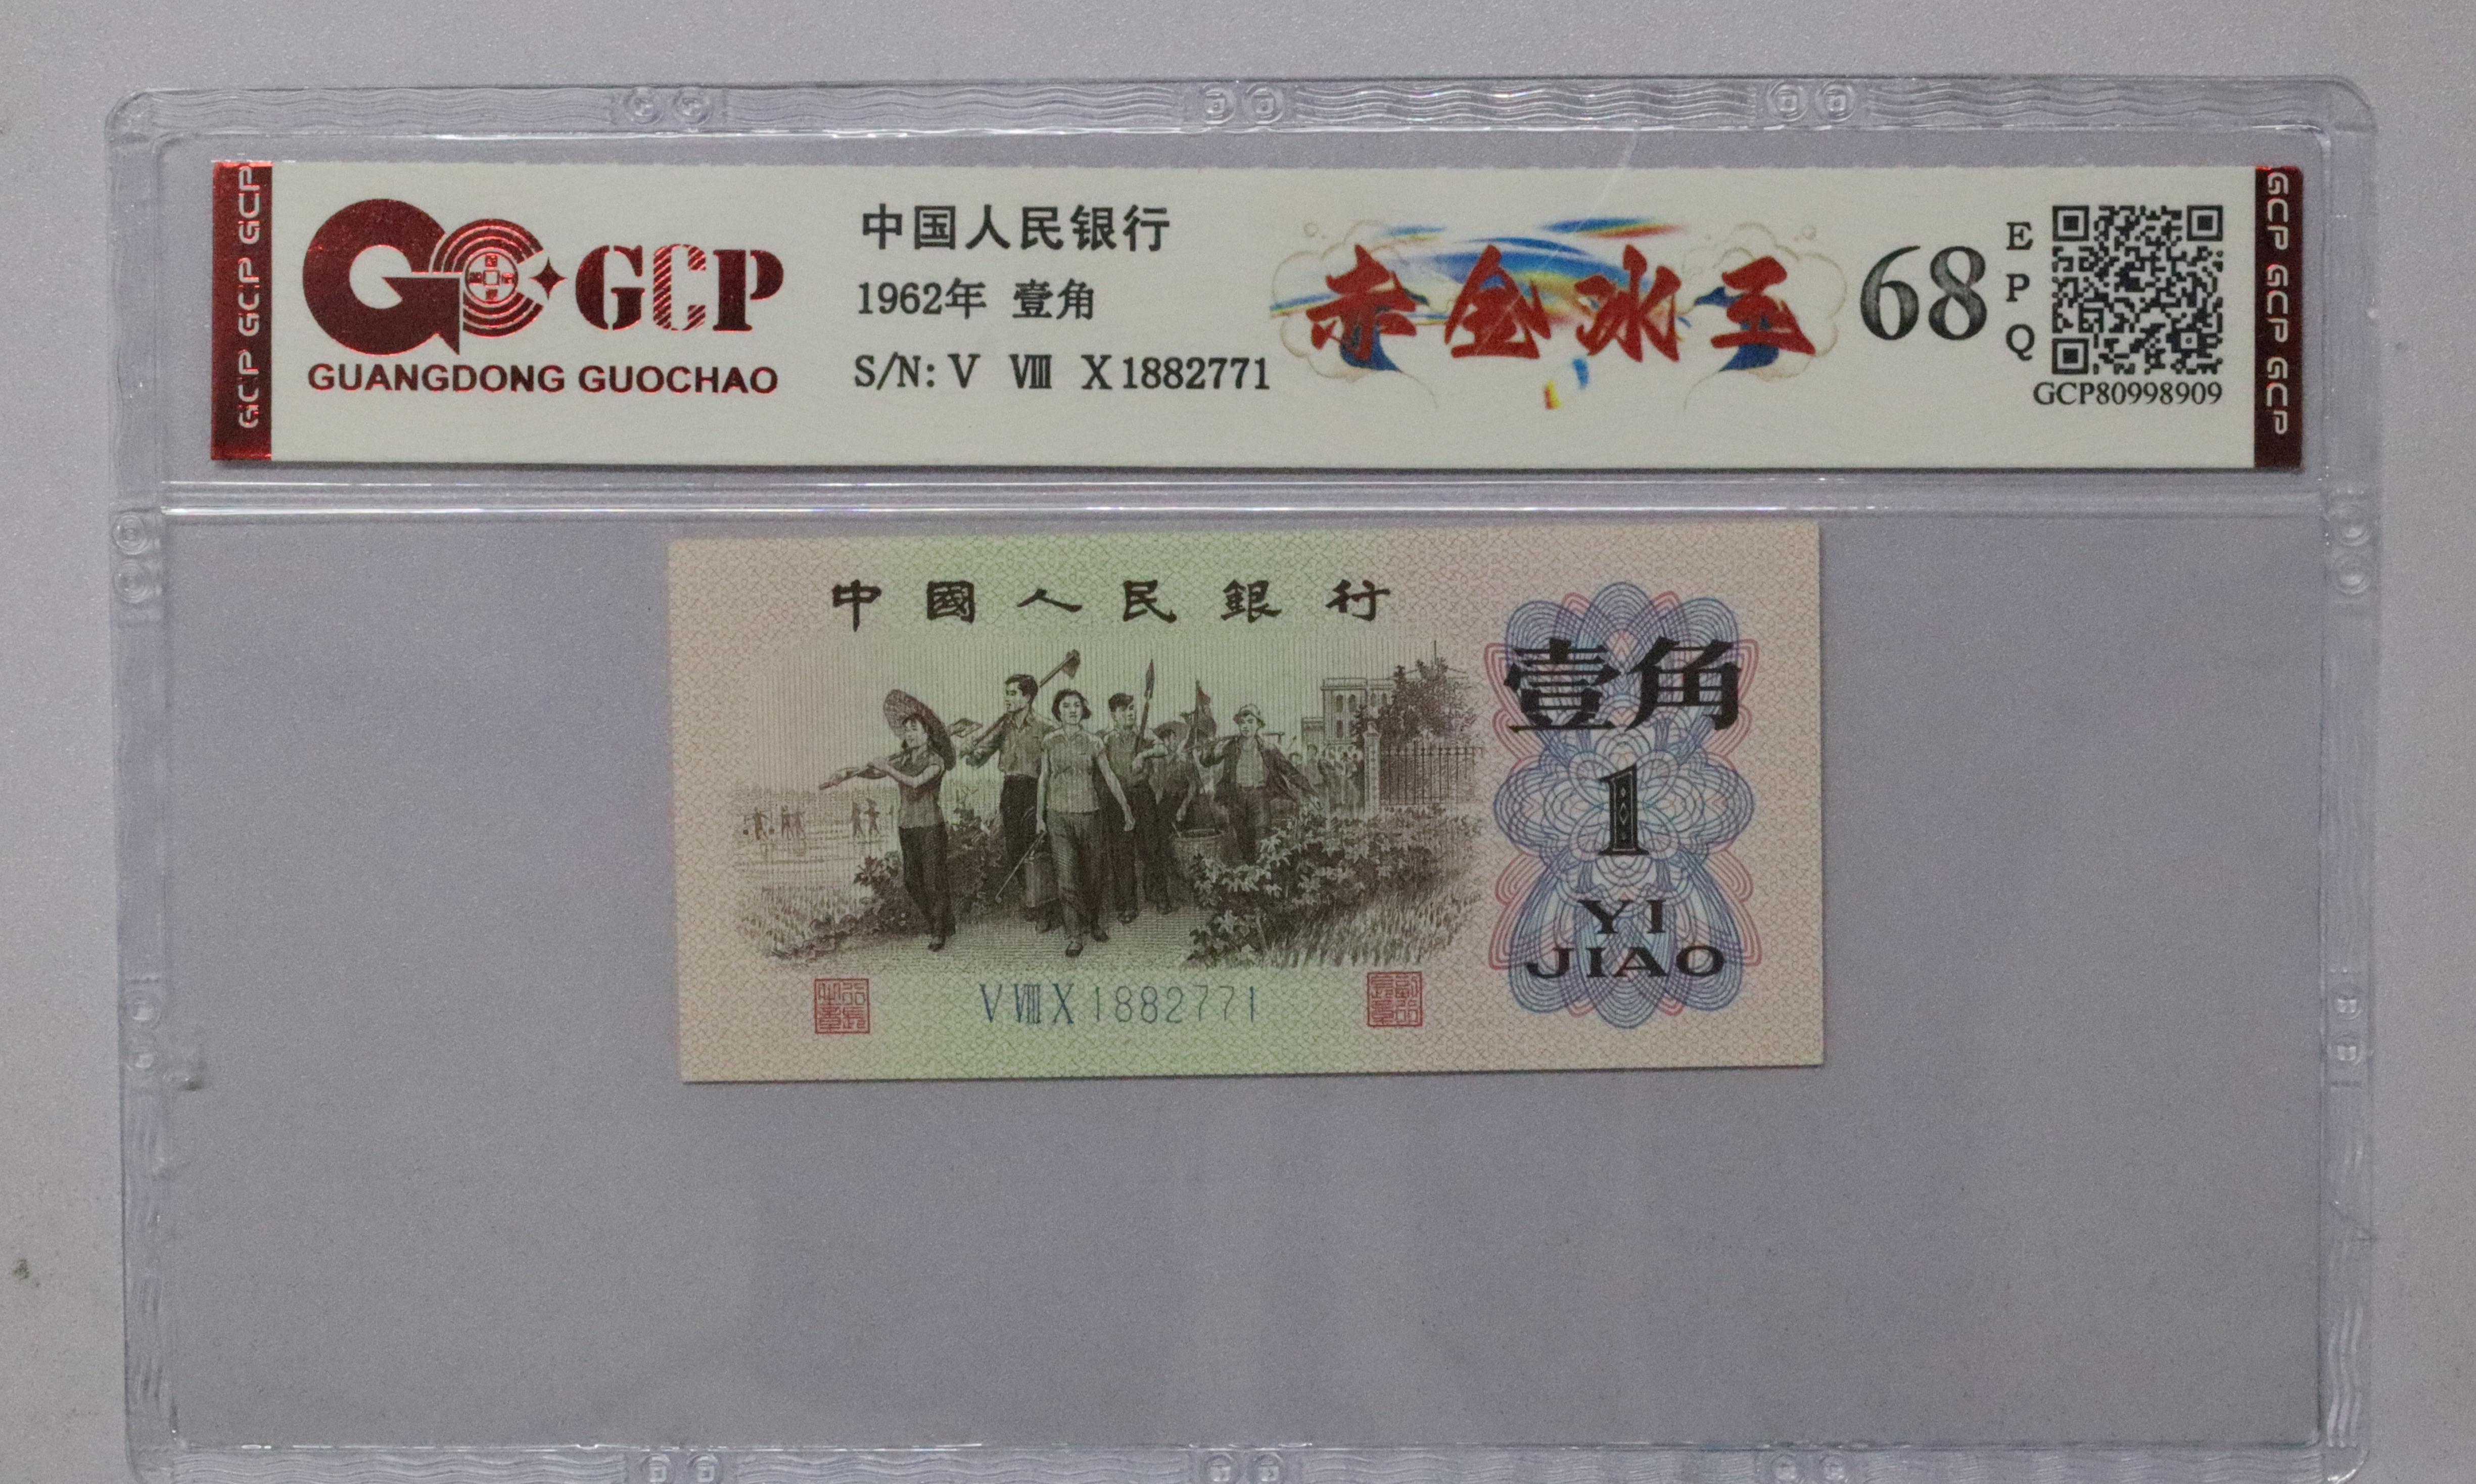 GCP GCP GCP
GCP
GUANGDONG GUOCHAO
中国人民银行
1962年 壹角
S/N: V VIII X 1882771
赤金冰玉
68
E
P
Q
GCP80998909
GCP GCP GCP
中國人民銀行
壹角
1
YI
JIAO
V VIII X 1882771